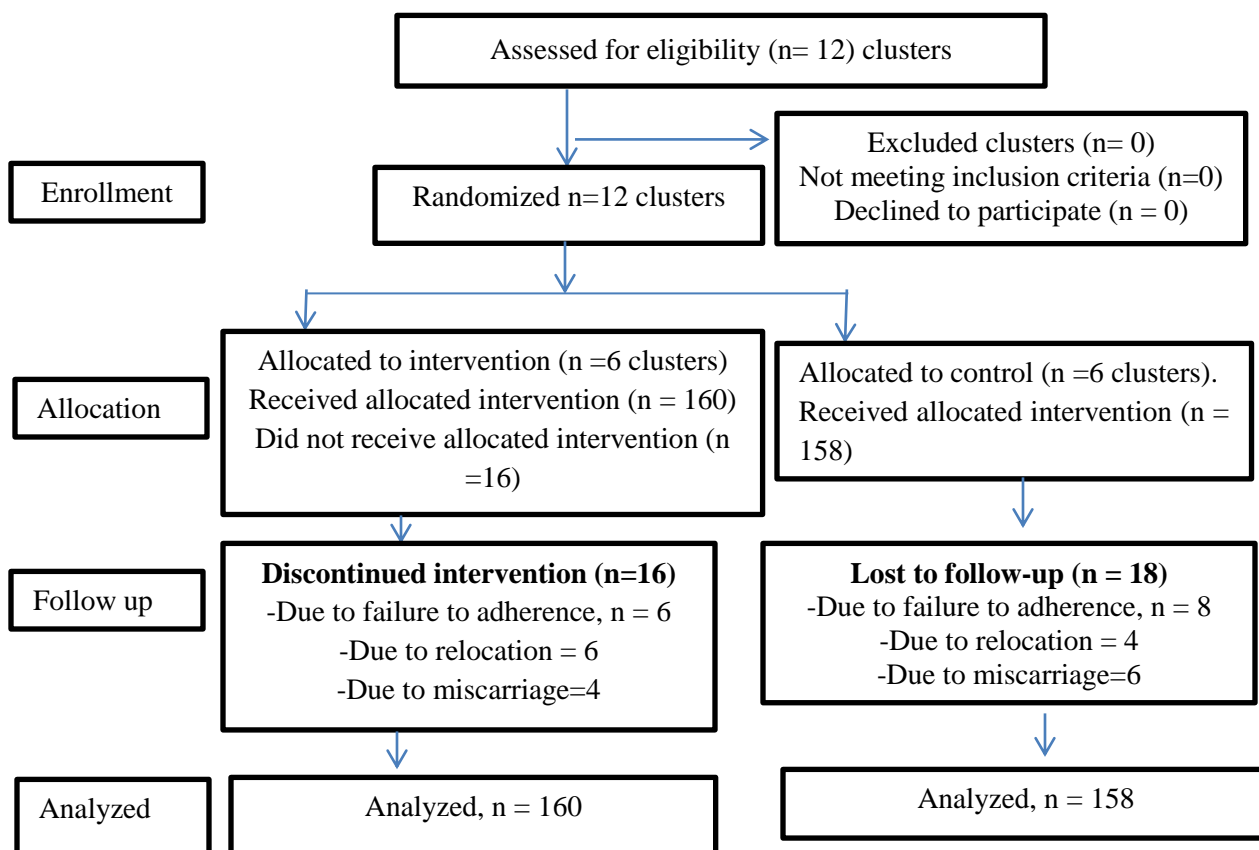 Assessed for eligibility (n= 12) clusters
Excluded clusters (n= 0)
Not meeting inclusion criteria (n=0)
Declined to participate (n = 0)
Enrollment
Randomized n=12 clusters
Allocation
Allocated to intervention (n =6 clusters)
Received allocated intervention (n = 160)
Did not receive allocated intervention (n
=16)
Allocated to control (n =6 clusters).
Received allocated intervention (n =
158)
Follow up
Discontinued intervention (n=16)
-Due to failure to adherence, n = 6
-Due to relocation = 6
-Due to miscarriage=4
Lost to follow-up (n = 18)
-Due to failure to adherence, n = 8
-Due to relocation = 4
-Due to miscarriage=6
Analyzed
Analyzed, n = 160
Analyzed, n = 158